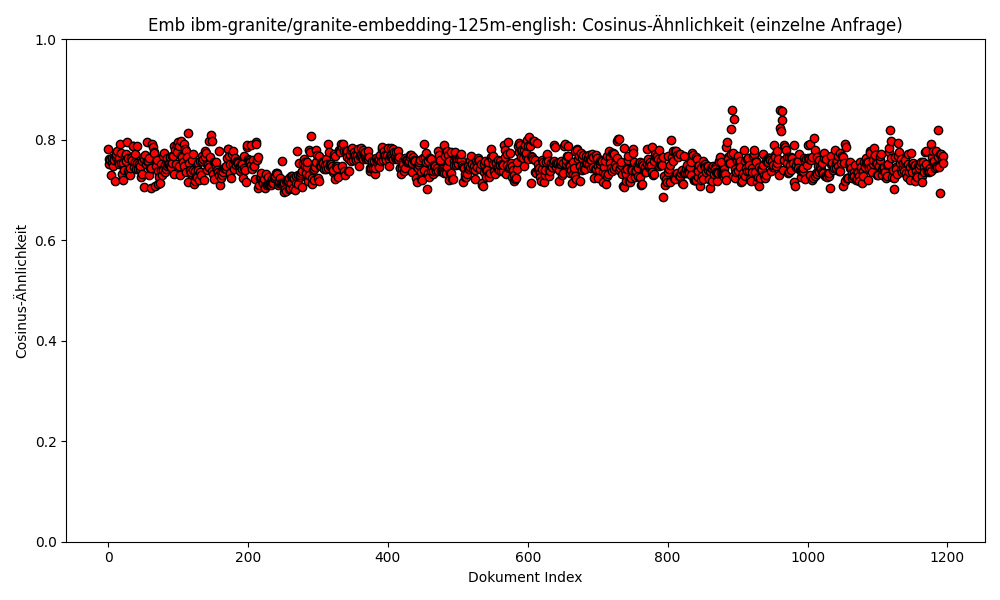 Emb ibm-granite/granite-embedding-125m-english: Cosinus-Ähnlichkeit (einzelne Anfrage)
1.0
0.8
0.6
0.4
0.2
0.0
Cosinus-Ähnlichkeit
0 200 400 600 800 1000 1200
Dokument Index